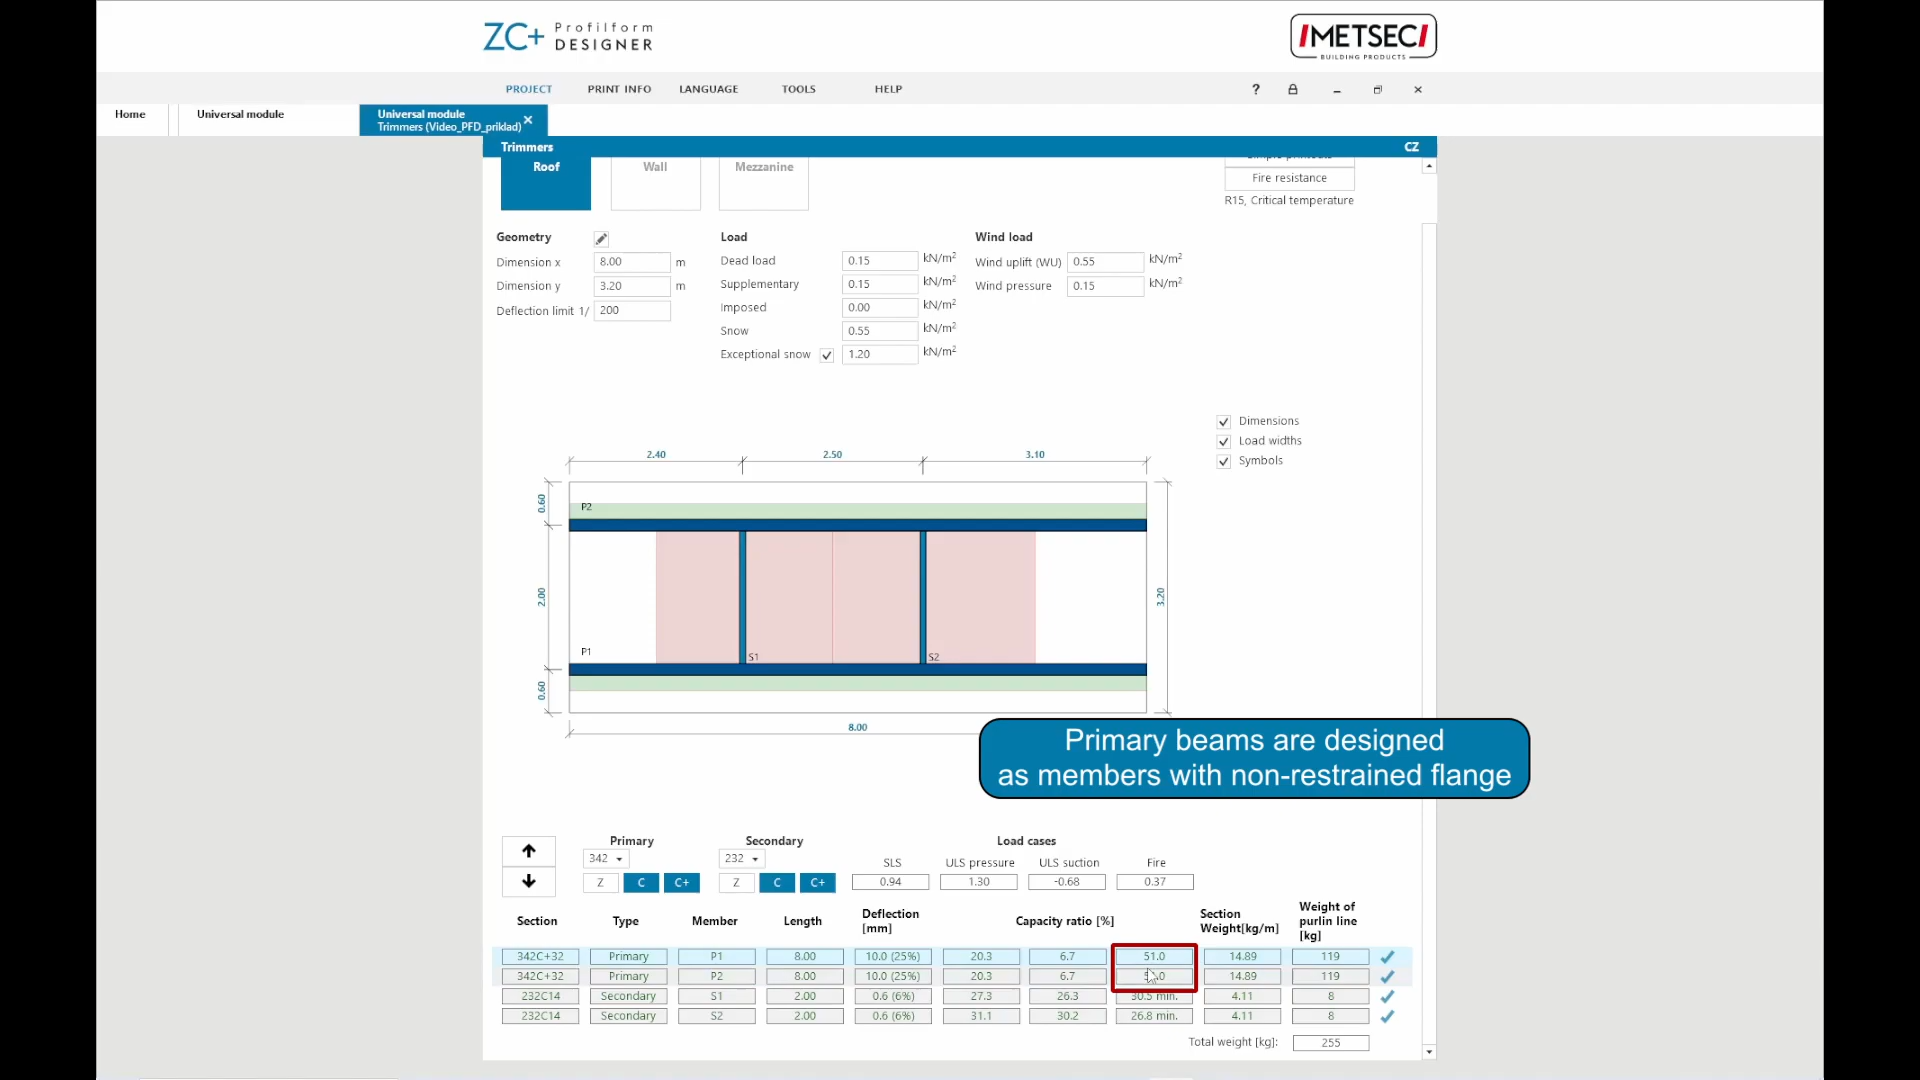 ZC+ Profilform DESIGNER
METSEC
BUILDING PRODUCTS
PROJECT PRINT INFO LANGUAGE TOOLS HELP ?
Home Universal module Universal module
Trimmers (Video_PFD_priklad)
Trimmers CZ
Roof Wall Mezzanine
Fire resistance
R15, Critical temperature
Geometry Load Wind load
Dimension x 8.00 m Dead load 0.15 kN/m² Wind uplift (WU) 0.55 kN/m²
Dimension y 3.20 m Supplementary 0.15 kN/m² Wind pressure 0.15 kN/m²
Deflection limit 1/ 200 Imposed 0.00 kN/m²
Snow 0.55 kN/m²
Exceptional snow 1.20 kN/m²
Dimensions
Load widths
Symbols
2.40 2.50 3.10
0.60 P2
2.00 3.20
P1 S1 S2
0.60
8.00
Primary beams are designed
as members with non-restrained flange
Primary Secondary Load cases
342 232 SLS ULS pressure ULS suction Fire
Z C C+ Z C C+ 0.94 1.30 -0.68 0.37
Section Type Member Length Deflection [mm] Capacity ratio [%] Section Weight[kg/m] Weight of purlin line [kg]
342C+32 Primary P1 8.00 10.0 (25%) 20.3 6.7 51.0 14.89 119
342C+32 Primary P2 8.00 10.0 (25%) 20.3 6.7 14.89 119
232C14 Secondary S1 2.00 0.6 (6%) 27.3 26.3 30.5 min. 4.11 8
232C14 Secondary S2 2.00 0.6 (6%) 31.1 30.2 26.8 min. 4.11 8
Total weight [kg]: 255